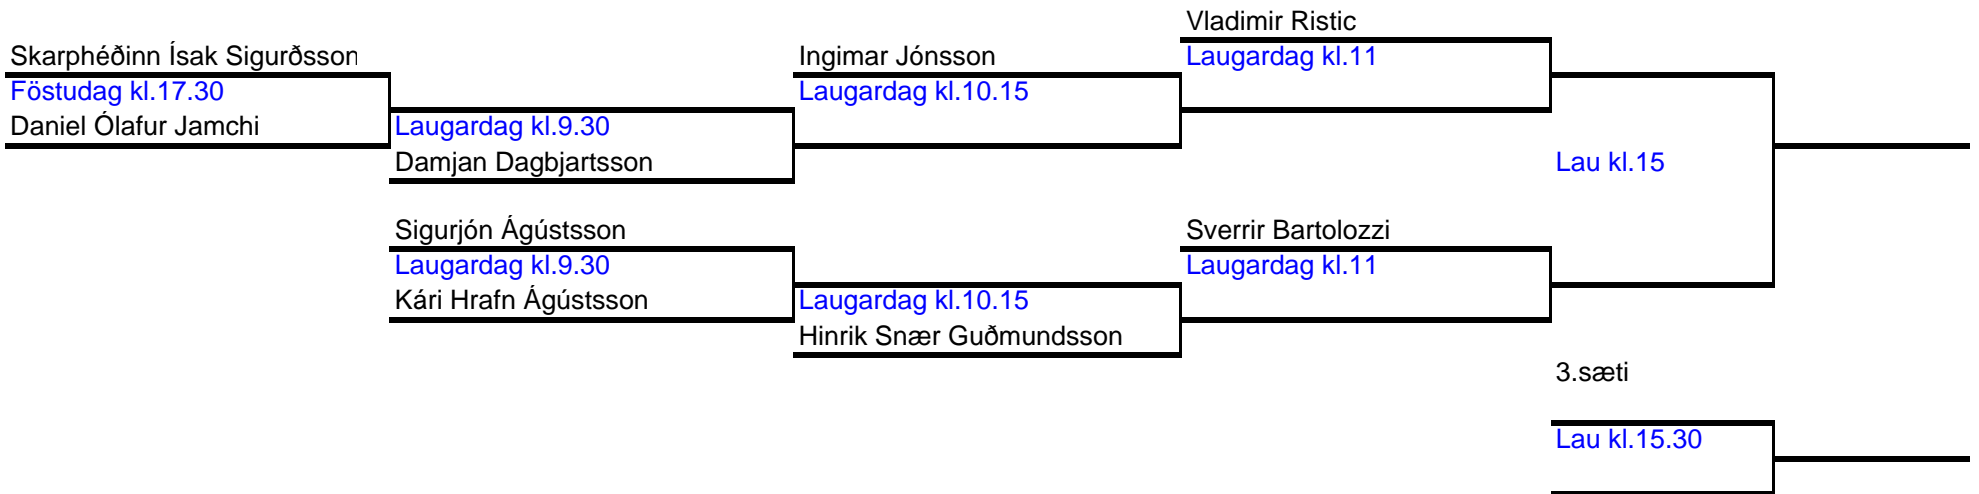 Vladimir Ristic
Skarphéðinn Ísak Sigurðsson
Ingimar Jónsson
Laugardag kl.11
Föstudag kl.17.30
Laugardag kl.10.15
Daniel Ólafur Jamchi
Laugardag kl.9.30
Damjan Dagbjartsson
Lau kl.15
Sigurjón Ágústsson
Sverrir Bartolozzi
Laugardag kl.9.30
Laugardag kl.11
Kári Hrafn Ágústsson
Laugardag kl.10.15
Hinrik Snær Guðmundsson
3.sæti
Lau kl.15.30